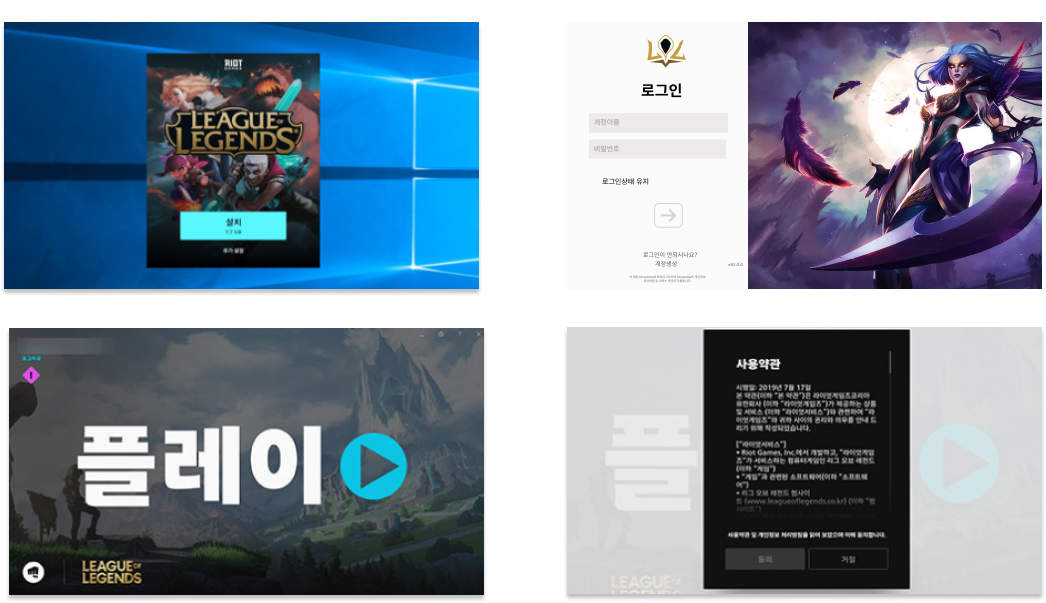 RIOT
GAMES
LEAGUE OF
LEGENDS
설치
7.7 GB
추가 설정
로그인
계정이름
비밀번호
로그인상태 유지
로그인이 안되시나요?
계정생성
플레이
LEAGUE OF
LEGENDS
사용약관
시행일: 2019년 7월 17일
본 약관(이하 "본 약관")은 라이엇게임즈코리아
유한회사 (이하 "라이엇게임즈")가 제공하는 상품
및 서비스 (이하 "라이엇서비스")와 관련하여 "라
이엇게임즈"와 귀하 사이의 권리와 의무를 안내 드
리기 위해 작성되었습니다.
["라이엇서비스"]
• Riot Games, Inc.에서 개발하고, "라이엇게임
즈"가 서비스하는 컴퓨터게임인 리그 오브 레전드
(이하 "게임")
• "게임"과 관련된 소프트웨어(이하 "소프트웨
어")
• 리그 오브 레전드 웹사이
트 (www.leagueoflegends.co.kr) (이하 "웹
사이트")
사용약관 및 개인정보 처리방침을 읽어 보았으며 이에 동의합니다.
동의
거절
플
LEAGUE OF
LEGENDS